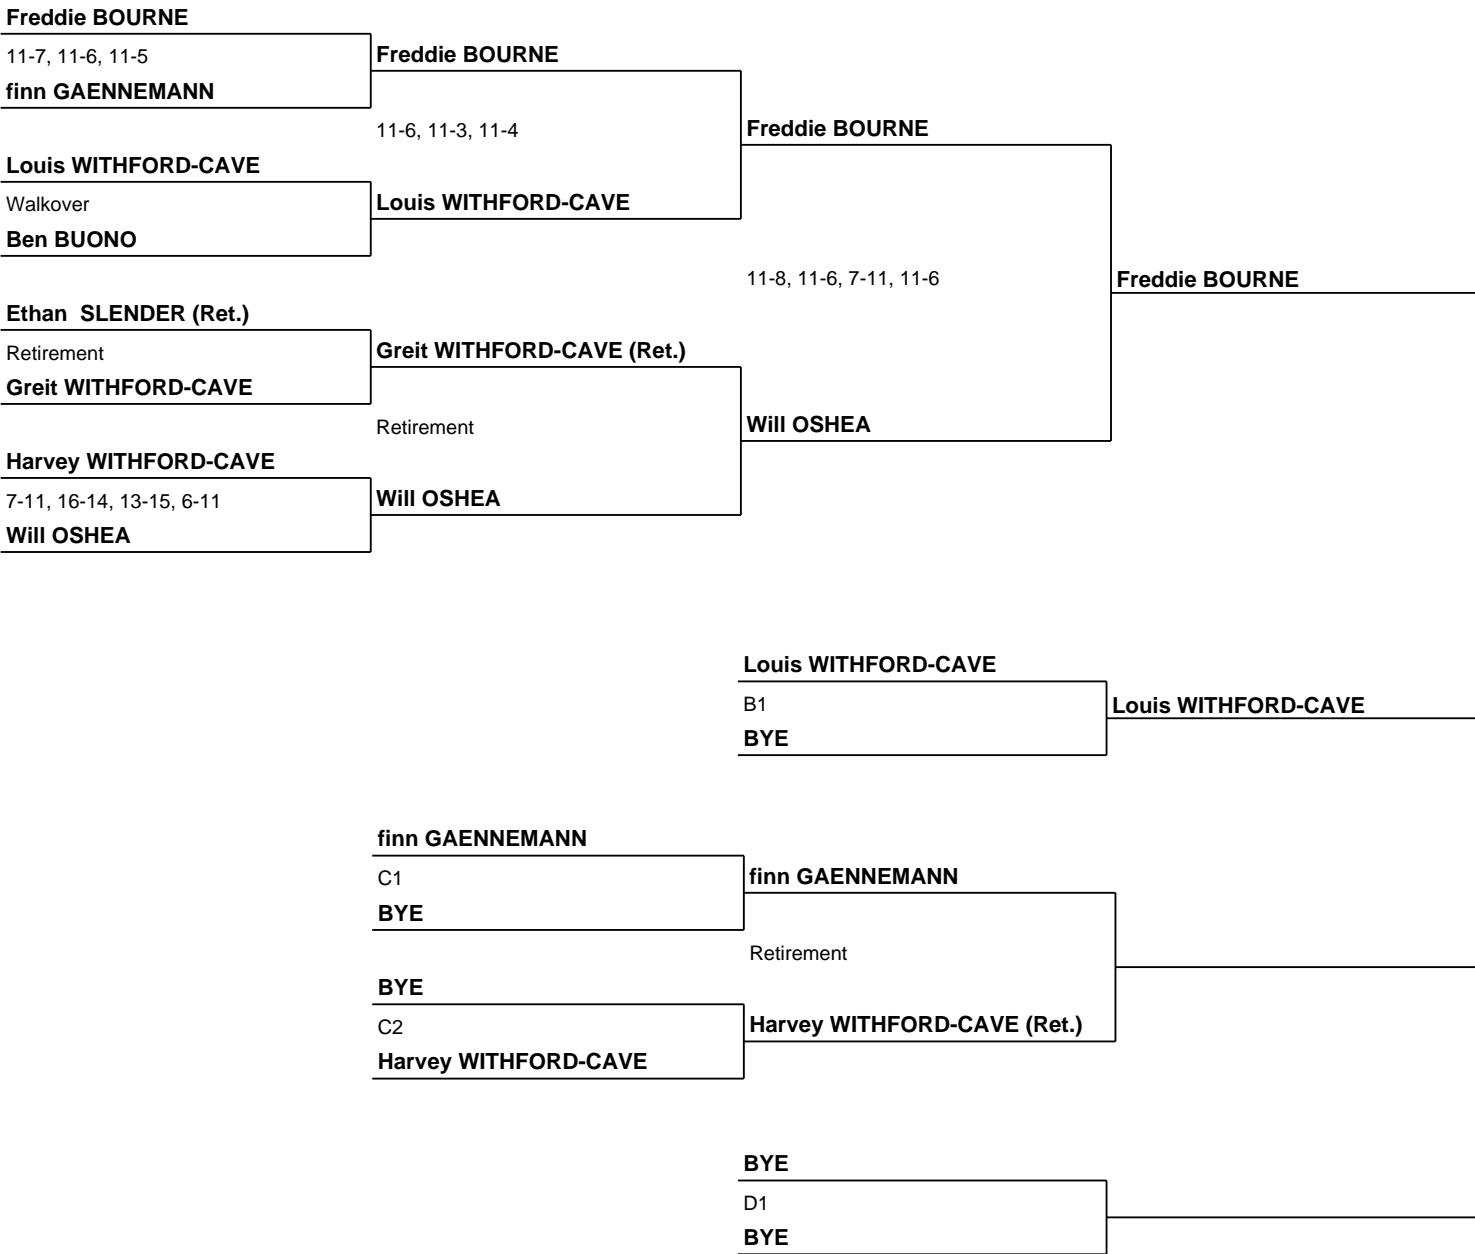 Freddie BOURNE
11-7, 11-6, 11-5
finn GAENNEMANN
Freddie BOURNE
11-6, 11-3, 11-4
Freddie BOURNE
Louis WITHFORD-CAVE
Walkover
Ben BUONO
Louis WITHFORD-CAVE
11-8, 11-6, 7-11, 11-6
Freddie BOURNE
Ethan  SLENDER (Ret.)
Retirement
Greit WITHFORD-CAVE
Greit WITHFORD-CAVE (Ret.)
Retirement
Will OSHEA
Harvey WITHFORD-CAVE
7-11, 16-14, 13-15, 6-11
Will OSHEA
Will OSHEA
Louis WITHFORD-CAVE
B1
BYE
Louis WITHFORD-CAVE
finn GAENNEMANN
C1
BYE
finn GAENNEMANN
Retirement
BYE
C2
Harvey WITHFORD-CAVE
Harvey WITHFORD-CAVE (Ret.)
BYE
D1
BYE